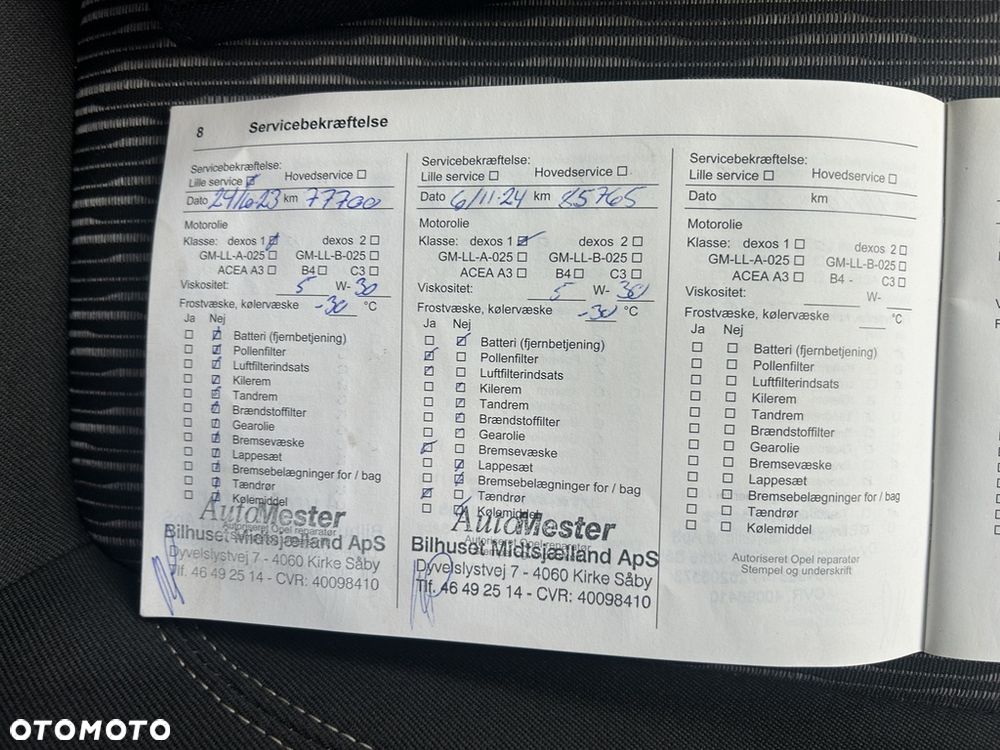 8 Servicebekræftelse
Servicebekræftelse:
Lille service ☑ Hovedservice ☐
Dato 24/6-23 km 77700
Motorolie
Klasse: dexos 1 ☑ dexos 2 ☐
GM-LL-A-025 ☐ GM-LL-B-025 ☐
ACEA A3 ☐ B4 ☐ C3 ☐
Viskositet: 5 W-30
Frostvæske, kølervæske -30 °C
Ja Nej
☐ ☑ Batteri (fjernbetjening)
☐ ☑ Pollenfilter
☐ ☑ Luftfilterindsats
☐ ☑ Kilerem
☐ ☑ Tandrem
☐ ☑ Brændstoffilter
☐ ☑ Gearolie
☐ ☑ Bremsevæske
☐ ☑ Lappesæt
☐ ☑ Bremsebelægninger for / bag
☐ ☑ Tændrør
☐ ☑ Kølemiddel
AutoMester
Autoriseret Opel reparatør
Bilhuset Midtsjælland ApS
Dyvelslystvej 7 - 4060 Kirke Såby
Tlf. 46 49 25 14 - CVR: 40098410
Servicebekræftelse:
Lille service ☐ Hovedservice ☐
Dato 6/11-24 km 85765
Motorolie
Klasse: dexos 1 ☑ dexos 2 ☐
GM-LL-A-025 ☐ GM-LL-B-025 ☐
ACEA A3 ☐ B4 ☐ C3 ☐
Viskositet: 5 W-30
Frostvæske, kølervæske -30 °C
Ja Nej
☐ ☑ Batteri (fjernbetjening)
☑ ☐ Pollenfilter
☑ ☐ Luftfilterindsats
☐ ☑ Kilerem
☐ ☑ Tandrem
☐ ☑ Brændstoffilter
☐ ☑ Gearolie
☑ ☐ Bremsevæske
☐ ☑ Lappesæt
☐ ☑ Bremsebelægninger for / bag
☑ ☐ Tændrør
☐ ☑ Kølemiddel
AutoMester
Autoriseret Opel reparatør
Bilhuset Midtsjælland ApS
Dyvelslystvej 7 - 4060 Kirke Såby
Tlf. 46 49 25 14 - CVR: 40098410
Servicebekræftelse:
Lille service ☐ Hovedservice ☐
Dato km
Motorolie
Klasse: dexos 1 ☐ dexos 2 ☐
GM-LL-A-025 ☐ GM-LL-B-025 ☐
ACEA A3 ☐ B4 - C3 ☐
Viskositet: W-
Frostvæske, kølervæske °C
Ja Nej
☐ ☐ Batteri (fjernbetjening)
☐ ☐ Pollenfilter
☐ ☐ Luftfilterindsats
☐ ☐ Kilerem
☐ ☐ Tandrem
☐ ☐ Brændstoffilter
☐ ☐ Gearolie
☐ ☐ Bremsevæske
☐ ☐ Lappesæt
☐ ☐ Bremsebelægninger for / bag
☐ ☐ Tændrør
☐ ☐ Kølemiddel
Autoriseret Opel reparatør
Stempel og underskrift
OTOMOTO